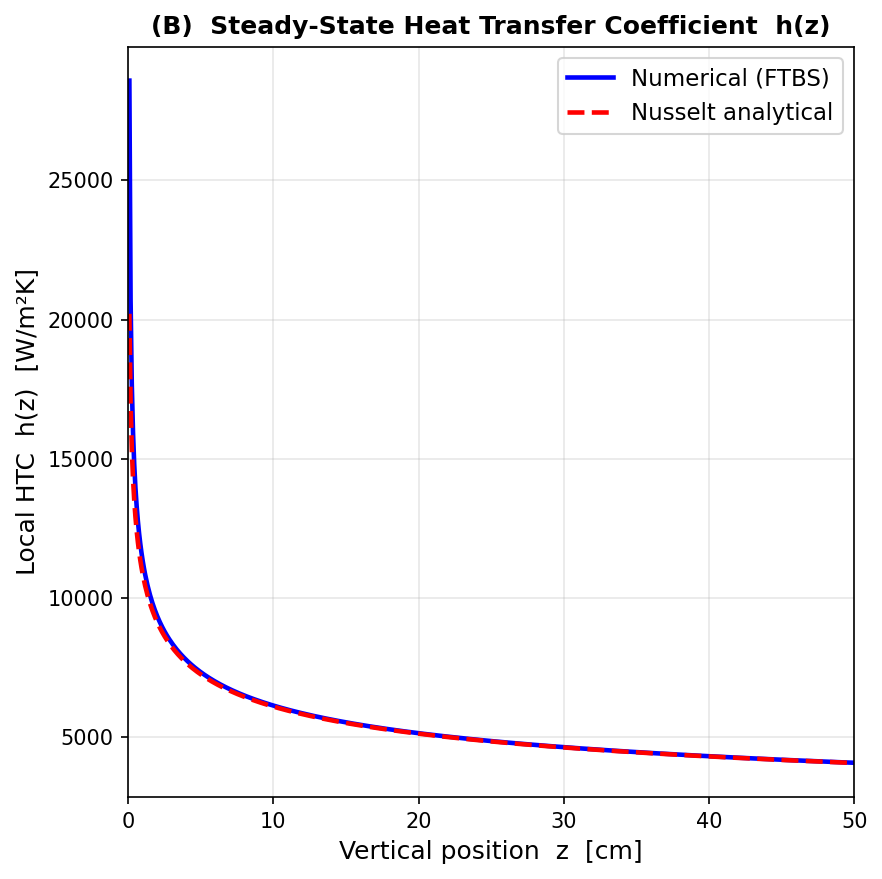 (B)  Steady-State Heat Transfer Coefficient  h(z)
Numerical (FTBS)
Nusselt analytical
Local HTC  h(z)  [W/m²K]
25000
20000
15000
10000
5000
0 10 20 30 40 50
Vertical position  z  [cm]